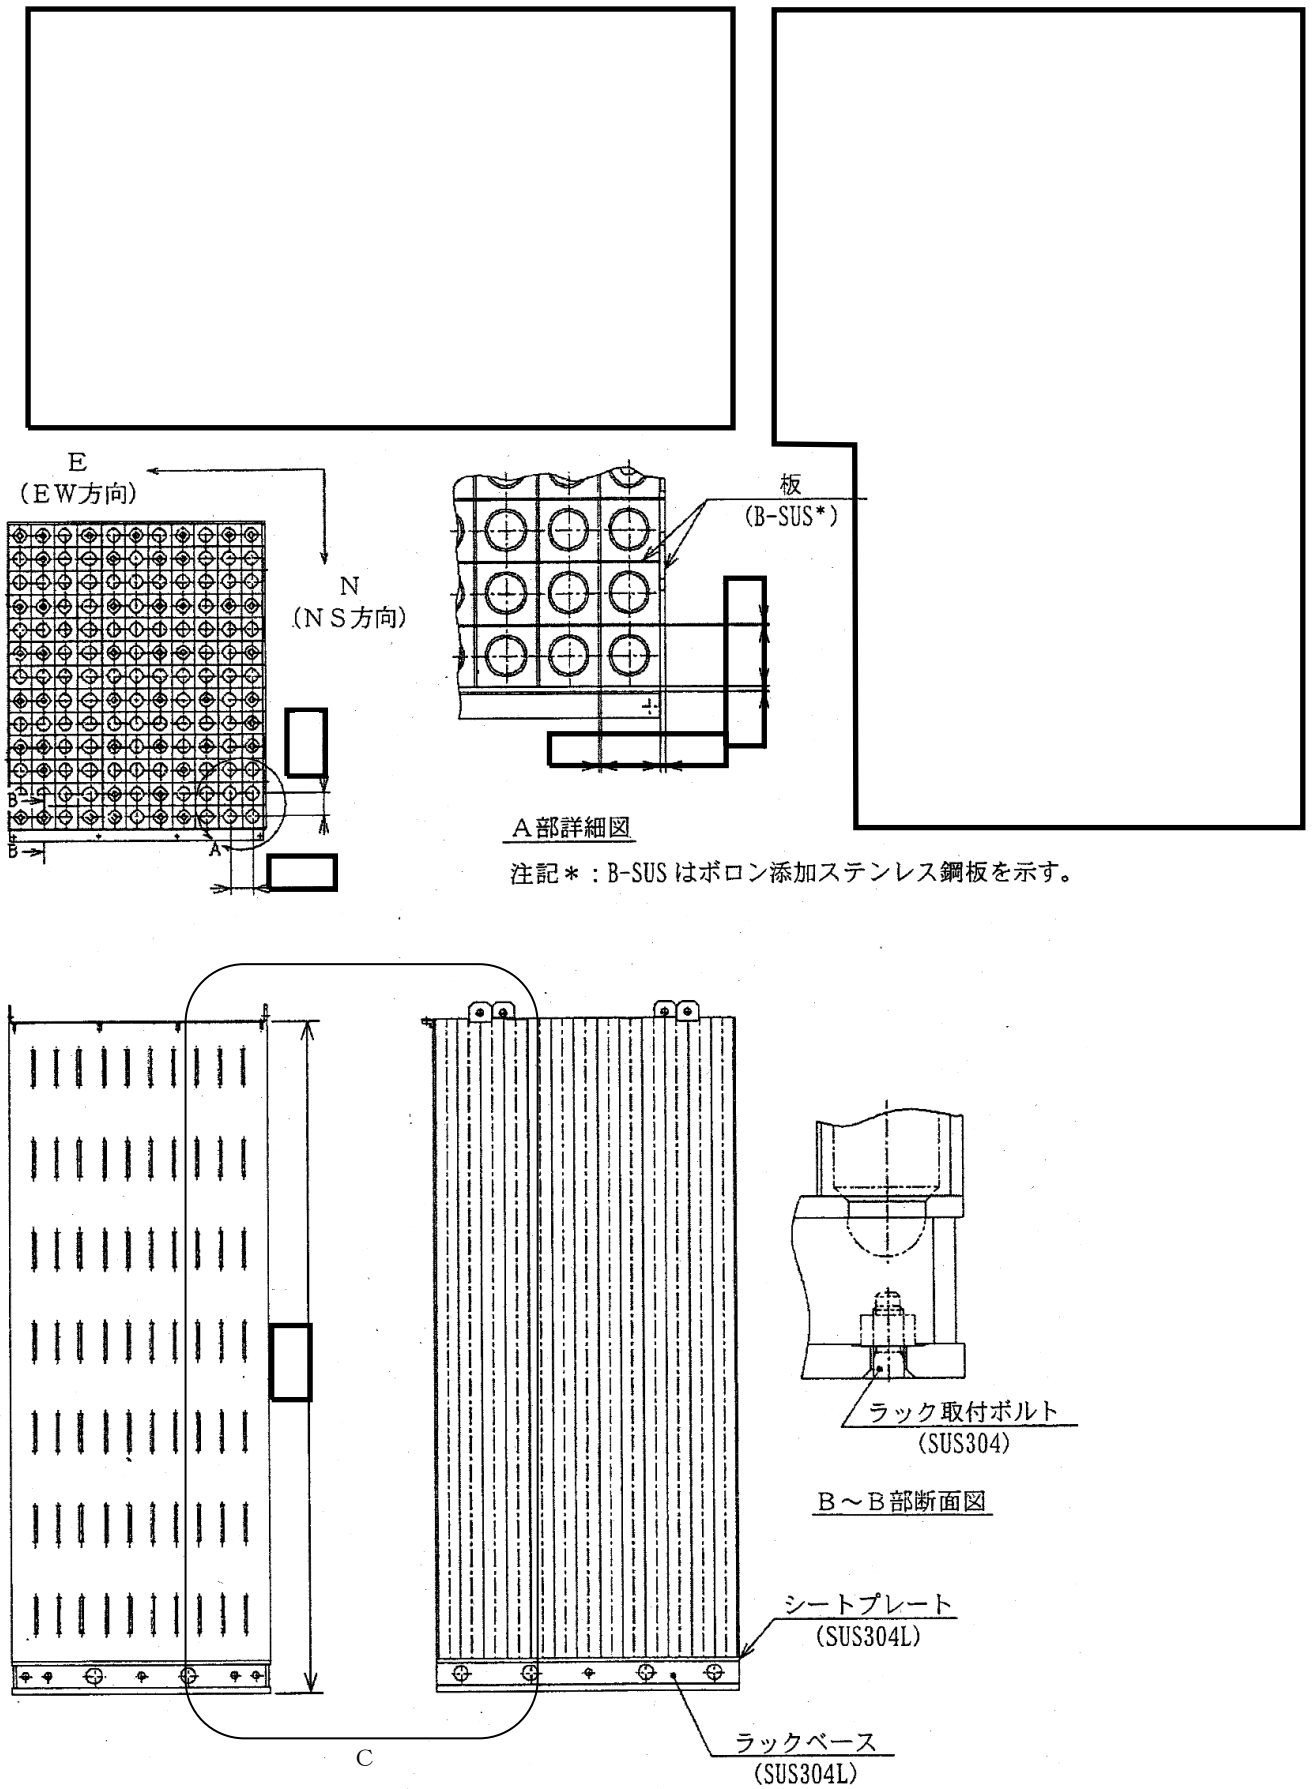 E
(EW方向)
N
(NS方向)
板
(B-SUS*)
B
B
A
A部詳細図
注記＊：B-SUS はボロン添加ステンレス鋼板を示す。
ラック取付ボルト
(SUS304)
B～B部断面図
シートプレート
(SUS304L)
ラックベース
(SUS304L)
C